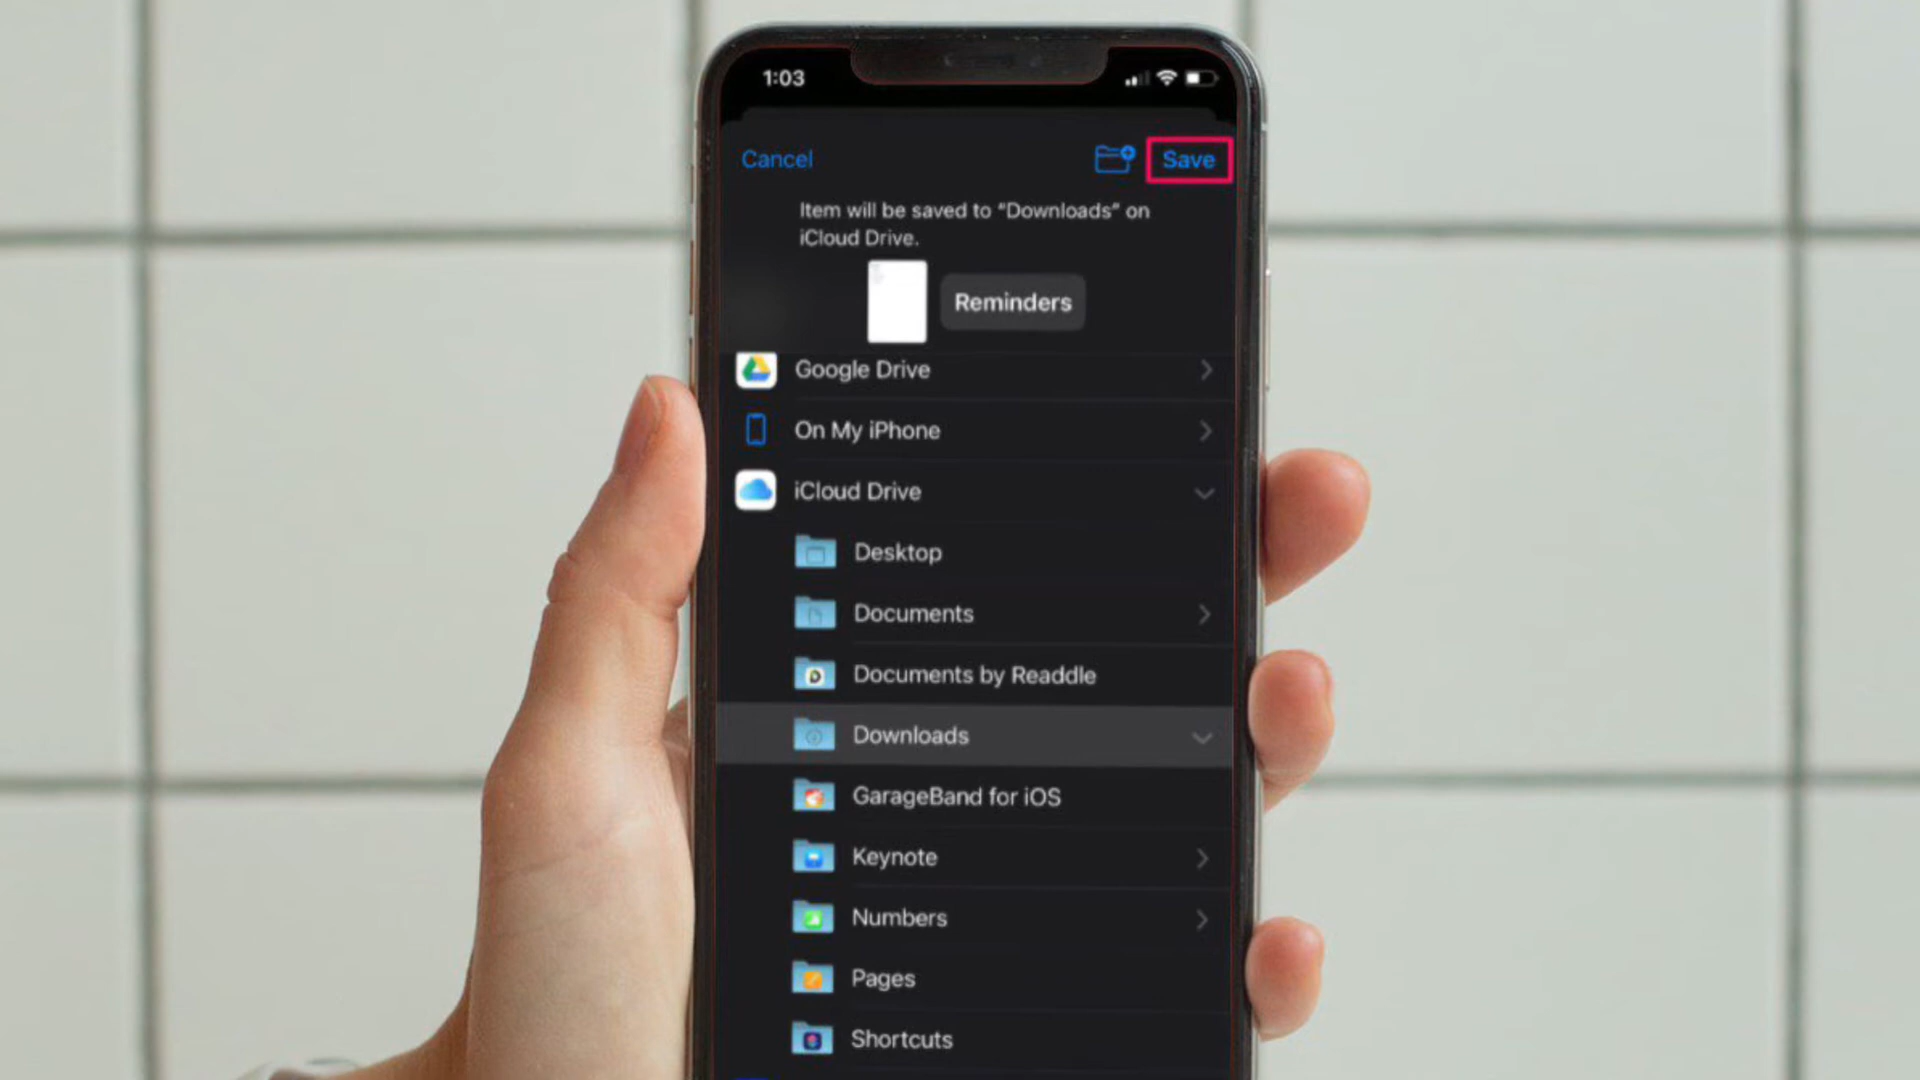 1:03
Cancel
Save
Item will be saved to “Downloads” on
iCloud Drive.
Reminders
Google Drive
On My iPhone
iCloud Drive
Desktop
Documents
Documents by Readdle
Downloads
GarageBand for iOS
Keynote
Numbers
Pages
Shortcuts